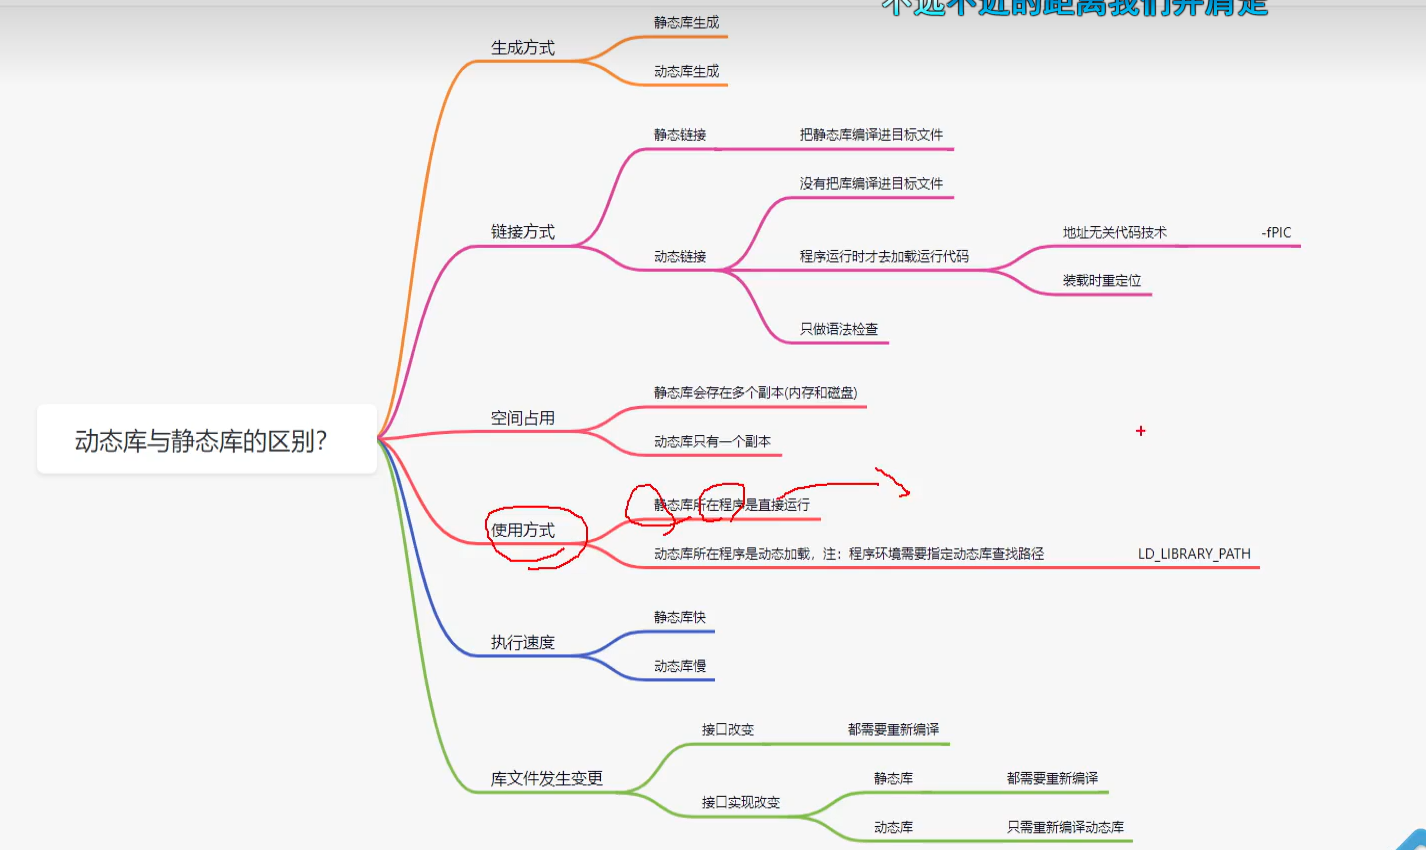 不远不近的距离我们并肩走
静态库生成
生成方式
动态库生成
静态链接
把静态库编译进目标文件
没有把库编译进目标文件
链接方式
地址无关代码技术
-fPIC
动态链接
程序运行时才去加载运行代码
装载时重定位
只做语法检查
静态库会存在多个副本(内存和磁盘)
空间占用
动态库只有一个副本
动态库与静态库的区别?
静态库所在程序是直接运行
使用方式
动态库所在程序是动态加载，注：程序环境需要指定动态库查找路径
LD_LIBRARY_PATH
静态库快
执行速度
动态库慢
接口改变
都需要重新编译
库文件发生变更
静态库
都需要重新编译
接口实现改变
动态库
只需重新编译动态库